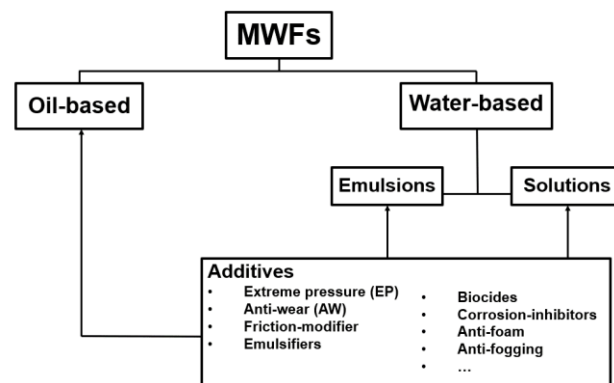 MWFs
Oil-based
Water-based
Emulsions
Solutions
Additives
• Extreme pressure (EP)
• Anti-wear (AW)
• Friction-modifier
• Emulsifiers
• Biocides
• Corrosion-inhibitors
• Anti-foam
• Anti-fogging
• ...